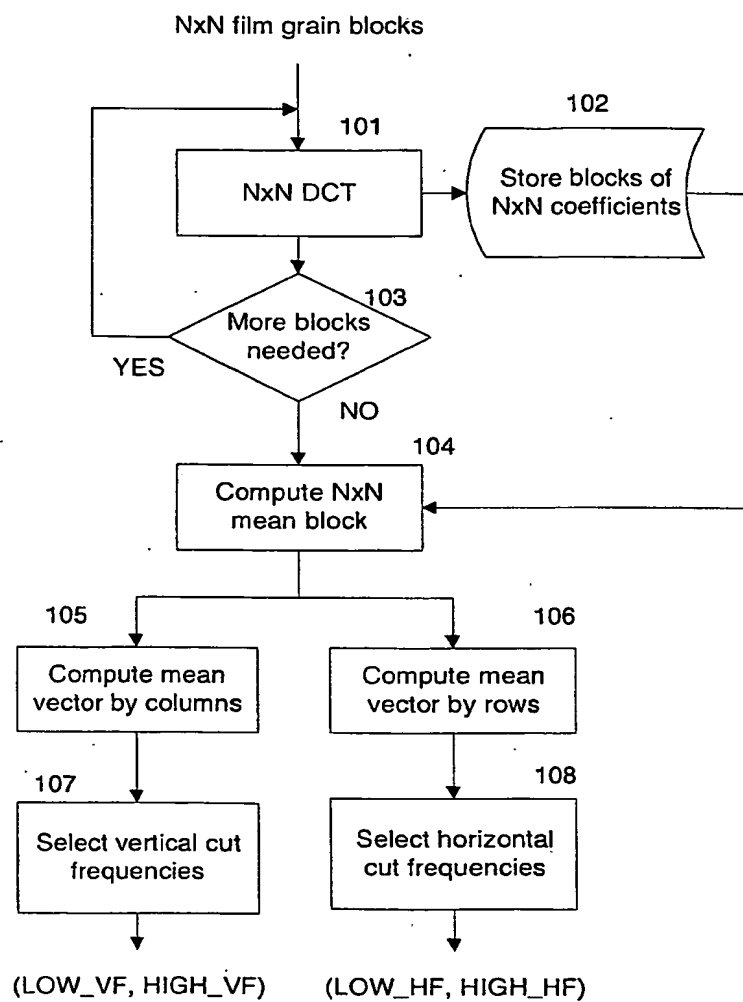 NxN film grain blocks
101
NxN DCT
102
Store blocks of
NxN coefficients
103
More blocks
needed?
YES
NO
104
Compute NxN
mean block
105
Compute mean
vector by columns
106
Compute mean
vector by rows
107
Select vertical cut
frequencies
108
Select horizontal
cut frequencies
(LOW_VF, HIGH_VF)
(LOW_HF, HIGH_HF)